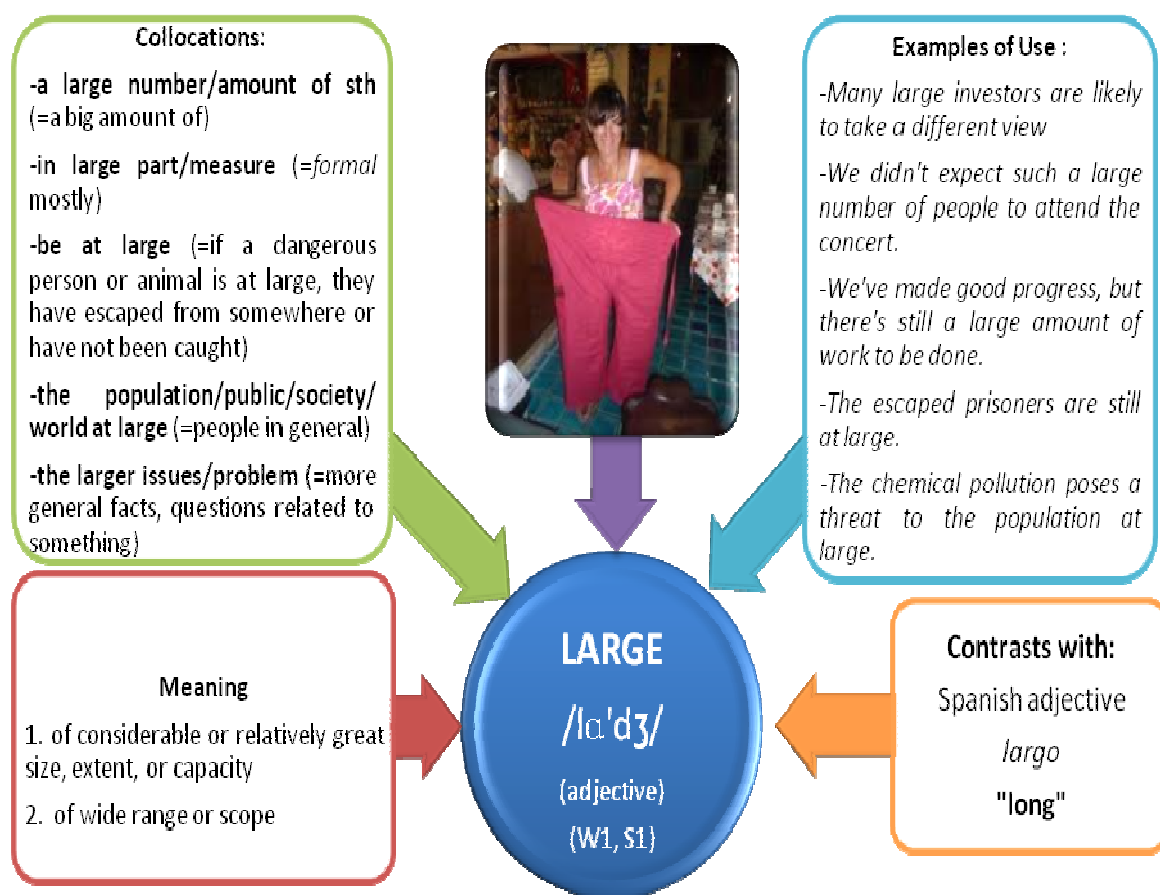 Collocations:
-a large number/amount of sth
(=a big amount of)
-in large part/measure (=formal
mostly)
-be at large (=if a dangerous
person or animal is at large, they
have escaped from somewhere or
have not been caught)
-the population/public/society/
world at large (=people in general)
-the larger issues/problem (=more
general facts, questions related to
something)
Examples of Use :
-Many large investors are likely
to take a different view
-We didn't expect such a large
number of people to attend the
concert.
-We've made good progress, but
there's still a large amount of
work to be done.
-The escaped prisoners are still
at large.
-The chemical pollution poses a
threat to the population at
large.
Meaning
1. of considerable or relatively great
size, extent, or capacity
2. of wide range or scope
LARGE
/lɑˈdʒ/
(adjective)
(W1, S1)
Contrasts with:
Spanish adjective
largo
"long"